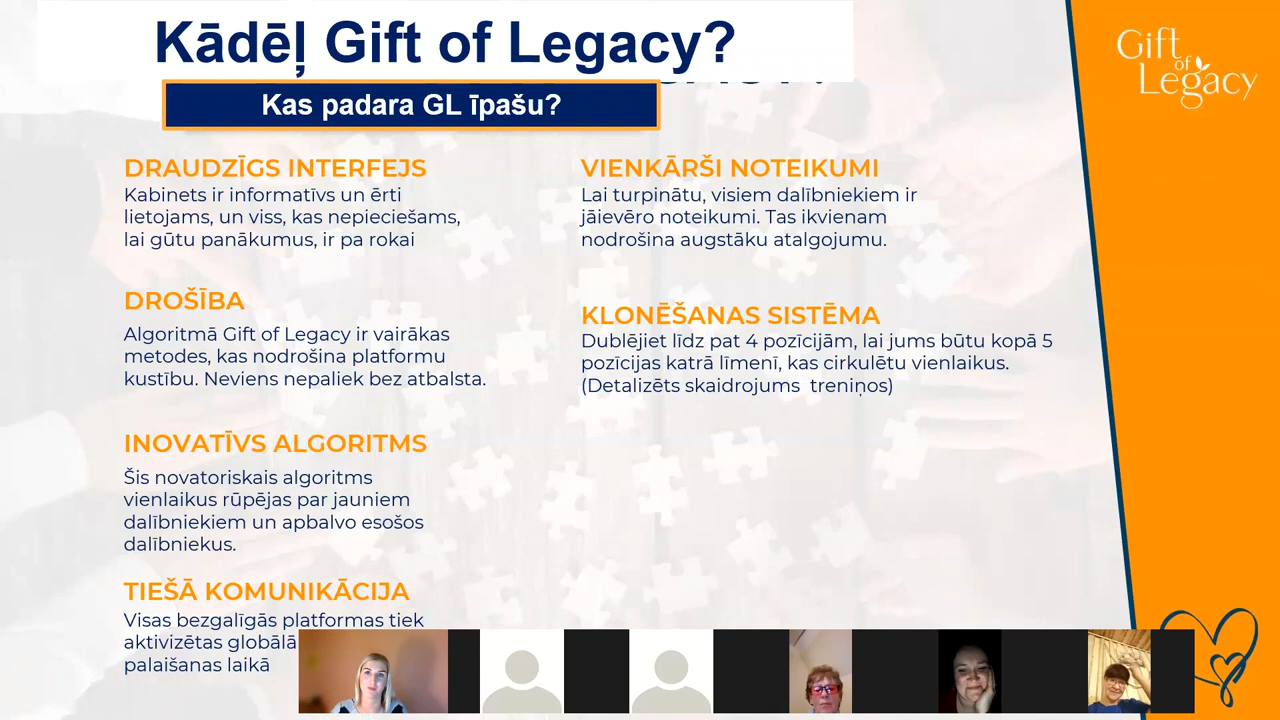 Kādēļ Gift of Legacy?
Kas padara GL īpašu?
Gift
of
Legacy
DRAUDZĪGS INTERFEJS
Kabinets ir informatīvs un ērti
lietojams, un viss, kas nepieciešams,
lai gūtu panākumus, ir pa rokai
DROŠĪBA
Algoritmā Gift of Legacy ir vairākas
metodes, kas nodrošina platformu
kustību. Neviens nepaliek bez atbalsta.
INOVATĪVS ALGORITMS
Šis novatoriskais algoritms
vienlaikus rūpējas par jauniem
dalībniekiem un apbalvo esošos
dalībniekus.
TIEŠĀ KOMUNIKĀCIJA
Visas bezgalīgās platformas tiek
aktivizētas globālā
palaišanas laikā
VIENKĀRŠI NOTEIKUMI
Lai turpinātu, visiem dalībniekiem ir
jāievēro noteikumi. Tas ikvienam
nodrošina augstāku atalgojumu.
KLONĒŠANAS SISTĒMA
Dublējiet līdz pat 4 pozīcijām, lai jums būtu kopā 5
pozīcijas katrā līmenī, kas cirkulētu vienlaikus.
(Detalizēts skaidrojums treniņos)